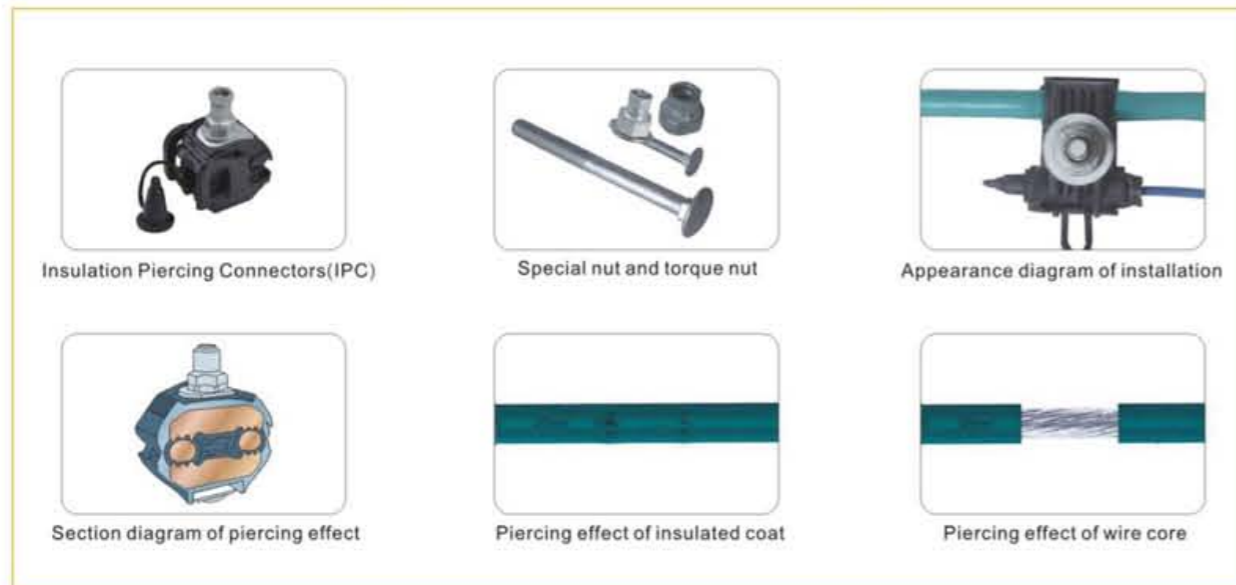 Insulation Piercing Connectors(IPC)
Special nut and torque nut
Appearance diagram of installation
Section diagram of piercing effect
Piercing effect of insulated coat
Piercing effect of wire core